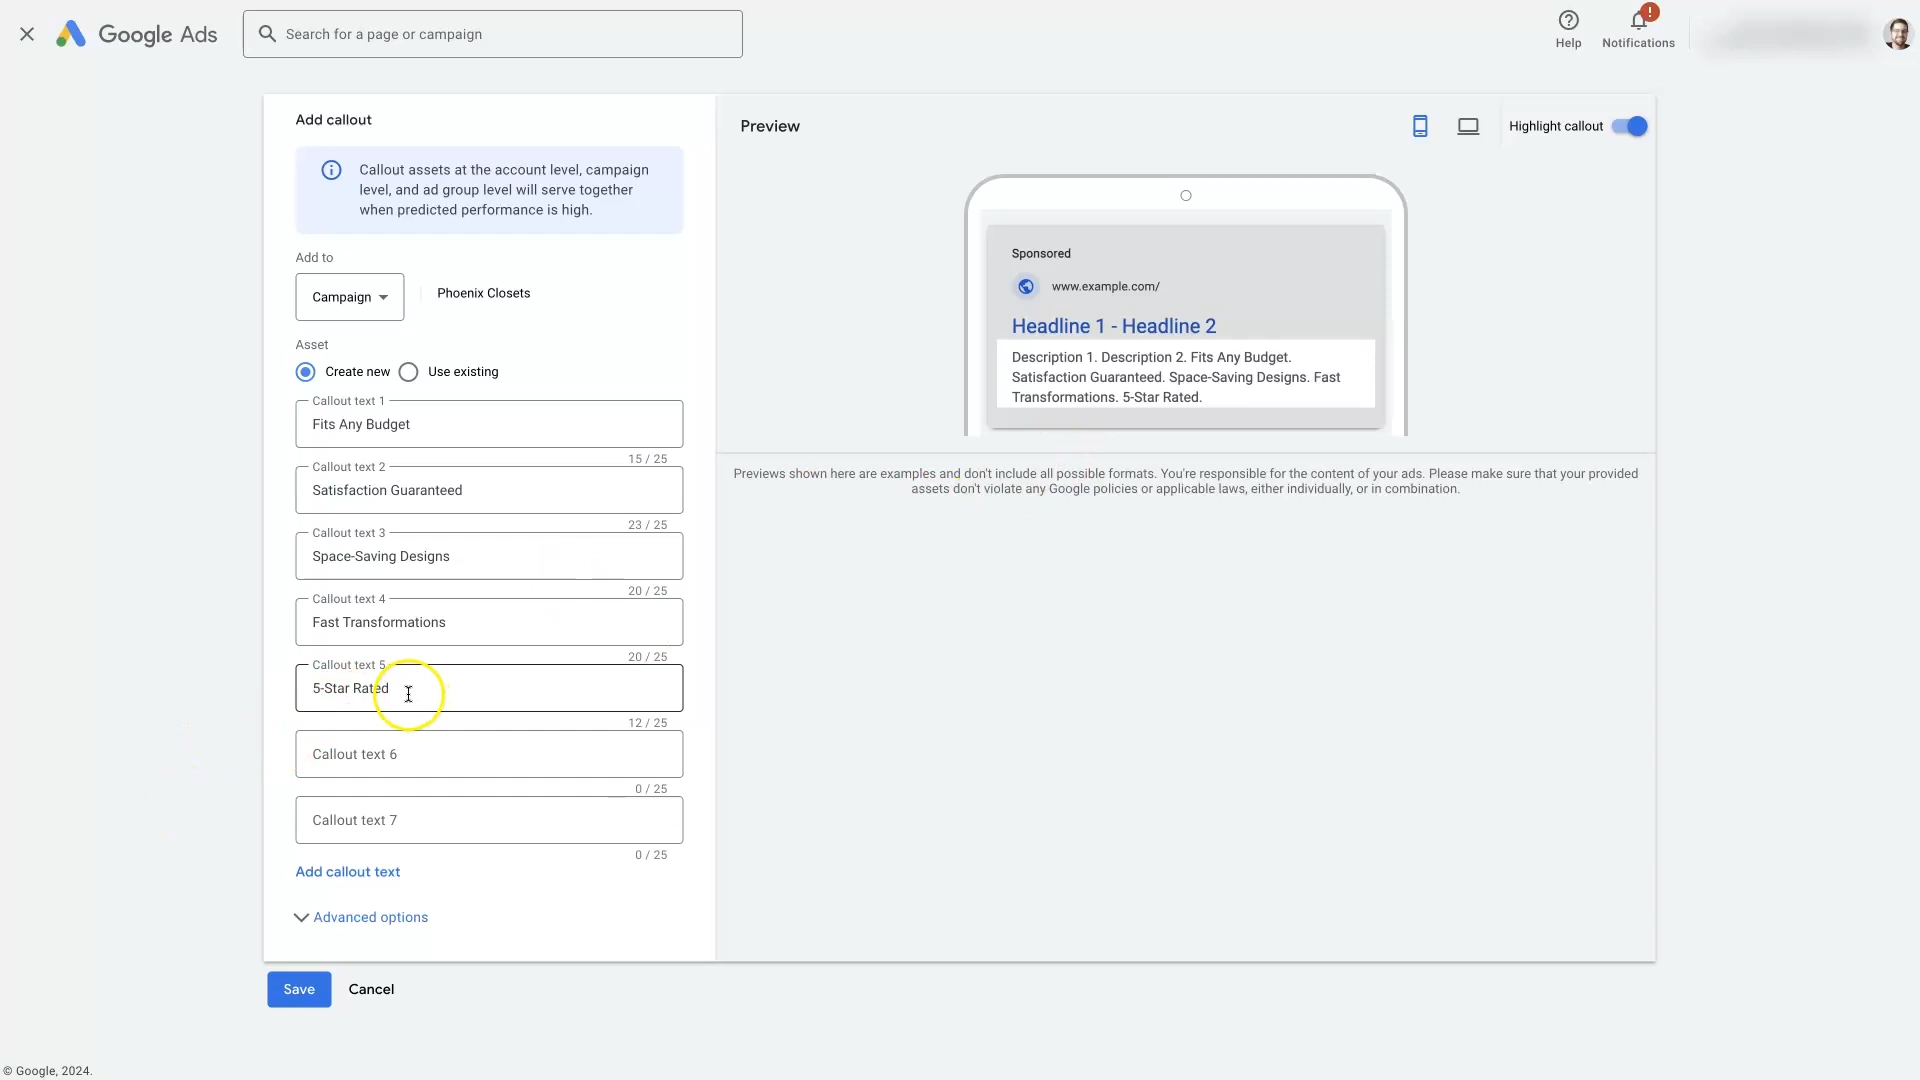 Google Ads
Search for a page or campaign
Help
Notifications
Add callout
Callout assets at the account level, campaign
level, and ad group level will serve together
when predicted performance is high.
Add to
Campaign
Phoenix Closets
Asset
Create new
Use existing
Callout text 1
Fits Any Budget
15 / 25
Callout text 2
Satisfaction Guaranteed
23 / 25
Callout text 3
Space-Saving Designs
20 / 25
Callout text 4
Fast Transformations
20 / 25
Callout text 5
5-Star Rated
12 / 25
Callout text 6
0 / 25
Callout text 7
0 / 25
Add callout text
Advanced options
Save
Cancel
Preview
Highlight callout
Sponsored
www.example.com/
Headline 1 - Headline 2
Description 1. Description 2. Fits Any Budget.
Satisfaction Guaranteed. Space-Saving Designs. Fast
Transformations. 5-Star Rated.
Previews shown here are examples and don't include all possible formats. You're responsible for the content of your ads. Please make sure that your provided
assets don't violate any Google policies or applicable laws, either individually, or in combination.
© Google, 2024.